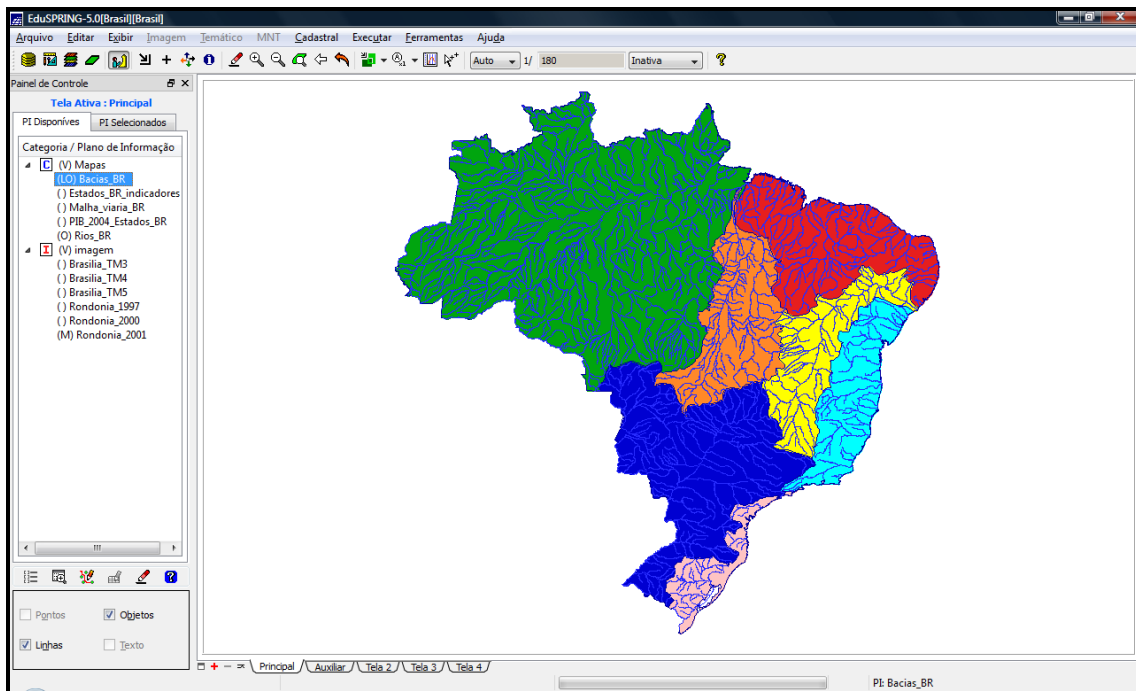 EduSPRING-5.0[Brasil][Brasil]
Arquivo Editar Exibir Imagem Temático MNT Cadastral Executar Ferramentas Ajuda
Auto 1/ 180 Inativa
Painel de Controle
Tela Ativa : Principal
PI Disponíves PI Selecionados
Categoria / Plano de Informação
C (V) Mapas
(LO) Bacias_BR
( ) Estados_BR_indicadores
( ) Malha_viaria_BR
( ) PIB_2004_Estados_BR
(O) Rios_BR
I (V) imagem
( ) Brasilia_TM3
( ) Brasilia_TM4
( ) Brasilia_TM5
( ) Rondonia_1997
( ) Rondonia_2000
(M) Rondonia_2001
Pontos Objetos
Linhas Texto
Principal Auxiliar Tela 2 Tela 3 Tela 4
PI: Bacias_BR